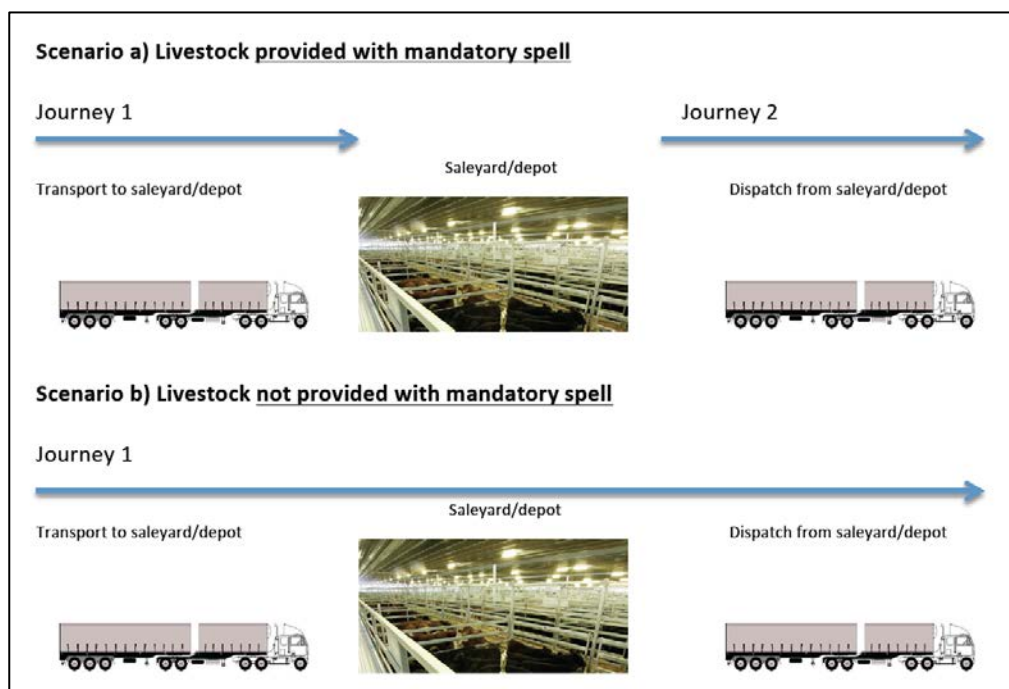 Scenario a) Livestock provided with mandatory spell
Journey 1
Journey 2
Saleyard/depot
Transport to saleyard/depot
Dispatch from saleyard/depot
Scenario b) Livestock not provided with mandatory spell
Journey 1
Saleyard/depot
Transport to saleyard/depot
Dispatch from saleyard/depot